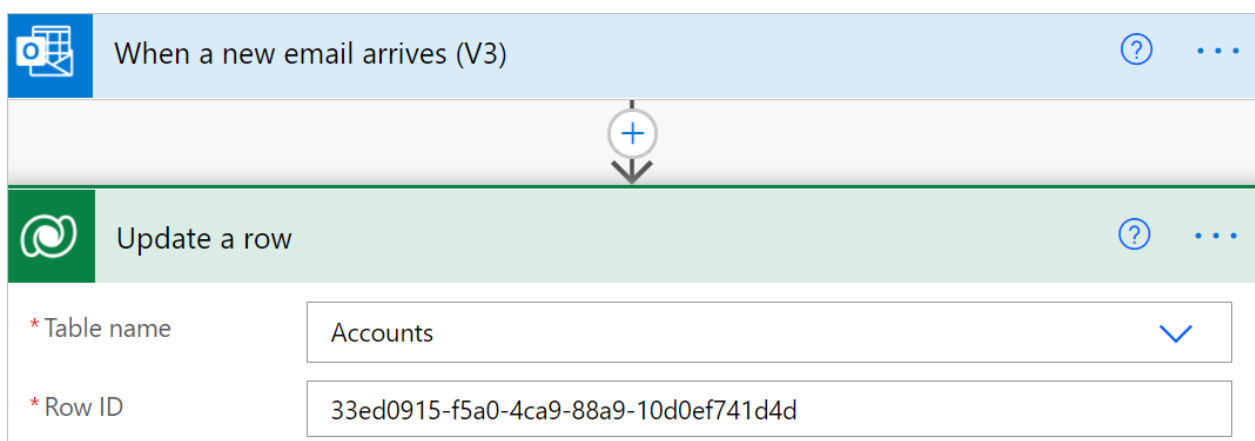 When a new email arrives (V3)
Update a row
* Table name
Accounts
* Row ID
33ed0915-f5a0-4ca9-88a9-10d0ef741d4d